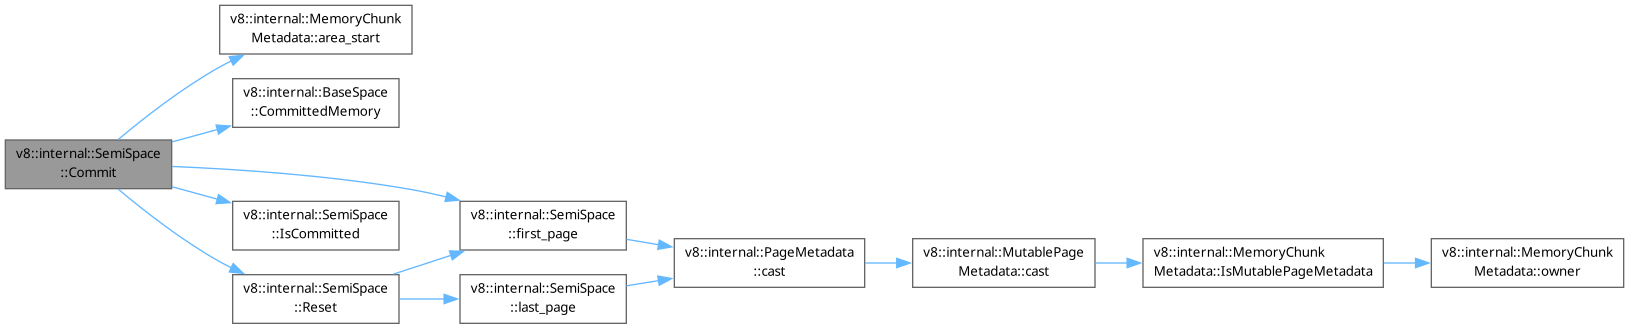 v8::internal::MemoryChunk
Metadata::area_start
v8::internal::BaseSpace
::CommittedMemory
v8::internal::SemiSpace
::Commit
v8::internal::SemiSpace
::IsCommitted
v8::internal::SemiSpace
::first_page
v8::internal::PageMetadata
::cast
v8::internal::MutablePage
Metadata::cast
v8::internal::MemoryChunk
Metadata::IsMutablePageMetadata
v8::internal::MemoryChunk
Metadata::owner
v8::internal::SemiSpace
::Reset
v8::internal::SemiSpace
::last_page